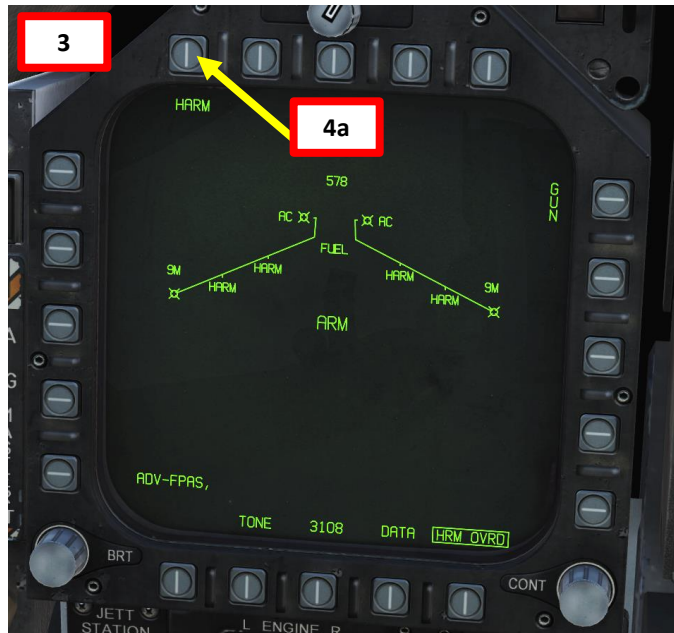 3
4a
HARM
578
GUN
AC
AC
FUEL
9M
HARM
HARM
HARM
HARM
9M
ARM
ADV-FPAS,
TONE 3108 DATA HRM OVRD
BRT
CONT
JETT
STATION
L ENGINE R